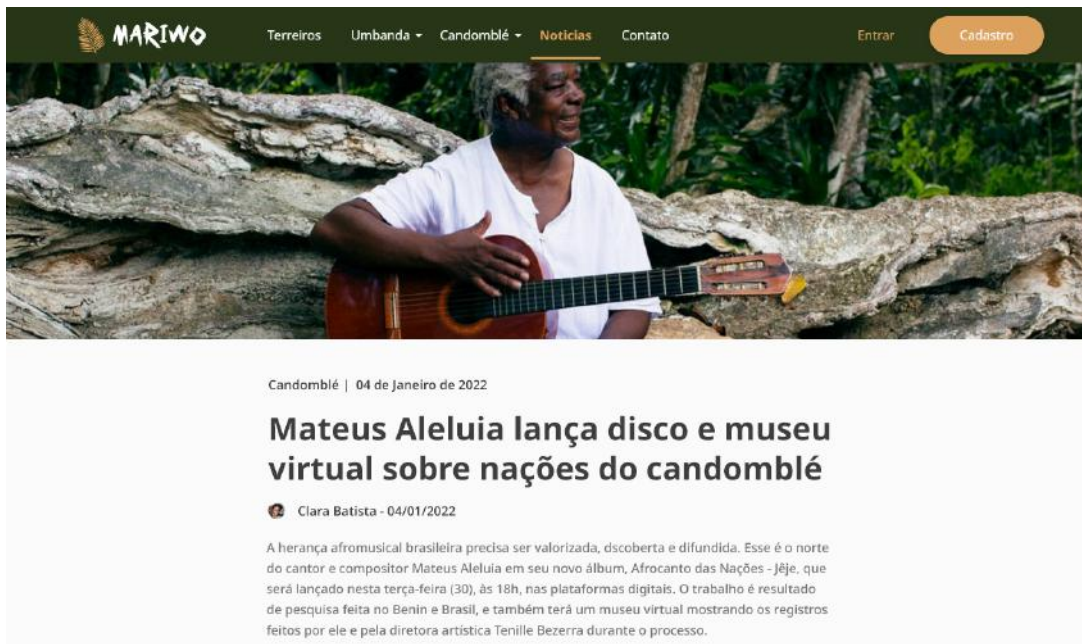 MARIWO
Terreiros Umbanda Candomblé Noticias Contato Entrar Cadastro
Candomblé | 04 de Janeiro de 2022
Mateus Aleluia lança disco e museu
virtual sobre nações do candomblé
Clara Batista - 04/01/2022
A herança afromusical brasileira precisa ser valorizada, dscoberta e difundida. Esse é o norte
do cantor e compositor Mateus Aleluia em seu novo álbum, Afrocanto das Nações - Jêje, que
será lançado nesta terça-feira (30), às 18h, nas plataformas digitais. O trabalho é resultado
de pesquisa feita no Benin e Brasil, e também terá um museu virtual mostrando os registros
feitos por ele e pela diretora artística Tenille Bezerra durante o processo.